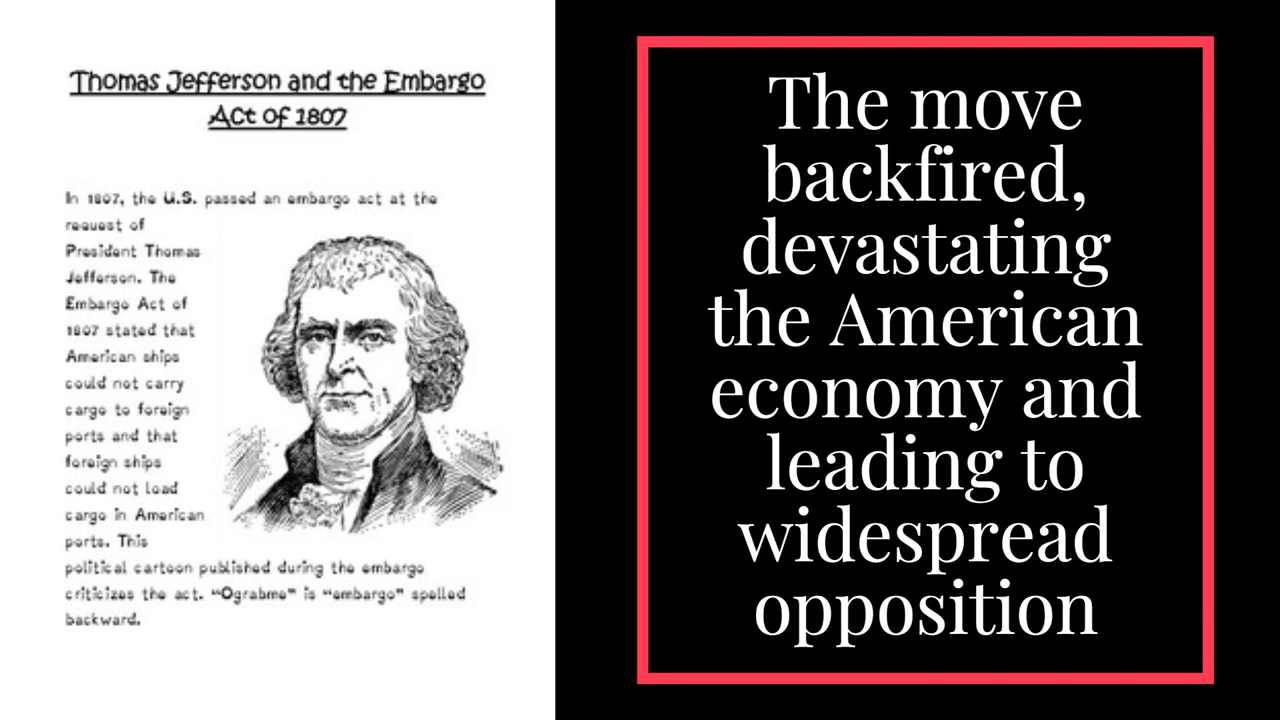 Thomas Jefferson and the Embargo
Act of 1807
In 1807, the U.S. passed an embargo act at the
request of
President Thomas
Jefferson. The
Embargo Act of
1807 stated that
American ships
could not carry
cargo to foreign
ports and that
foreign ships
could not load
cargo in American
ports. This
political cartoon published during the embargo
criticizes the act. “Ograbme” is “embargo” spelled
backward.
The move
backfired,
devastating
the American
economy and
leading to
widespread
opposition